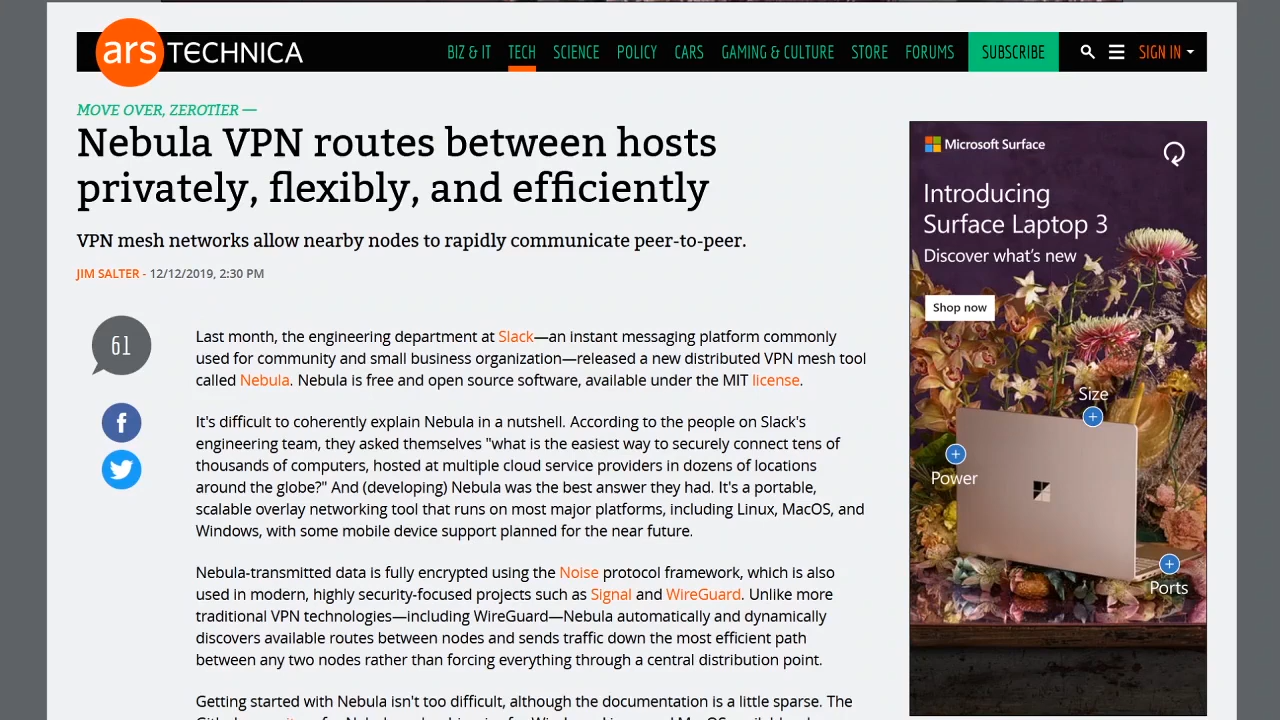 ars TECHNICA
BIZ & IT TECH SCIENCE POLICY CARS GAMING & CULTURE STORE FORUMS SUBSCRIBE SIGN IN
MOVE OVER, ZEROTIER —
Nebula VPN routes between hosts
privately, flexibly, and efficiently
VPN mesh networks allow nearby nodes to rapidly communicate peer-to-peer.
JIM SALTER - 12/12/2019, 2:30 PM
61
Last month, the engineering department at Slack—an instant messaging platform commonly
used for community and small business organization—released a new distributed VPN mesh tool
called Nebula. Nebula is free and open source software, available under the MIT license.
It's difficult to coherently explain Nebula in a nutshell. According to the people on Slack's
engineering team, they asked themselves "what is the easiest way to securely connect tens of
thousands of computers, hosted at multiple cloud service providers in dozens of locations
around the globe?" And (developing) Nebula was the best answer they had. It's a portable,
scalable overlay networking tool that runs on most major platforms, including Linux, MacOS, and
Windows, with some mobile device support planned for the near future.
Nebula-transmitted data is fully encrypted using the Noise protocol framework, which is also
used in modern, highly security-focused projects such as Signal and WireGuard. Unlike more
traditional VPN technologies—including WireGuard—Nebula automatically and dynamically
discovers available routes between nodes and sends traffic down the most efficient path
between any two nodes rather than forcing everything through a central distribution point.
Getting started with Nebula isn't too difficult, although the documentation is a little sparse. The
Microsoft Surface
Introducing
Surface Laptop 3
Discover what's new
Shop now
Size
Power
Ports